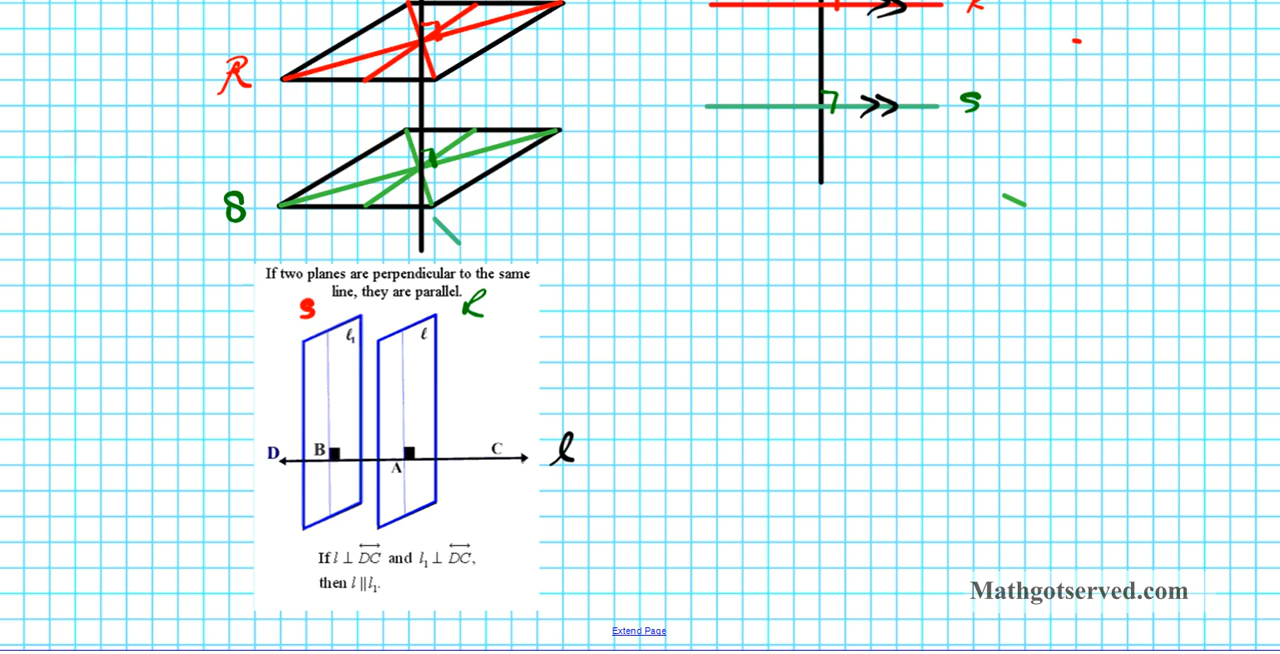 R
R
S
S
If two planes are perpendicular to the same
line, they are parallel.
S
R
l₁
l
D
B
A
C
l
If l ⊥ DC and l₁ ⊥ DC,
then l || l₁.
Mathgotserved.com
Extend Page